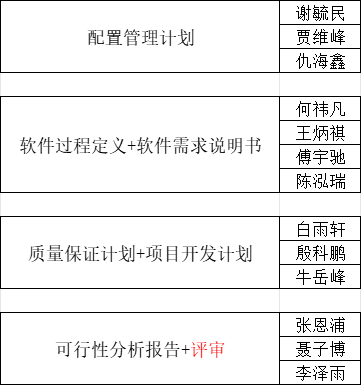 配置管理计划
谢毓民
贾维峰
仇海鑫
软件过程定义+软件需求说明书
何祎凡
王炳祺
傅宇驰
陈泓瑞
质量保证计划+项目开发计划
白雨轩
殷科鹏
牛岳峰
可行性分析报告+评审
张恩浦
聂子博
李泽雨